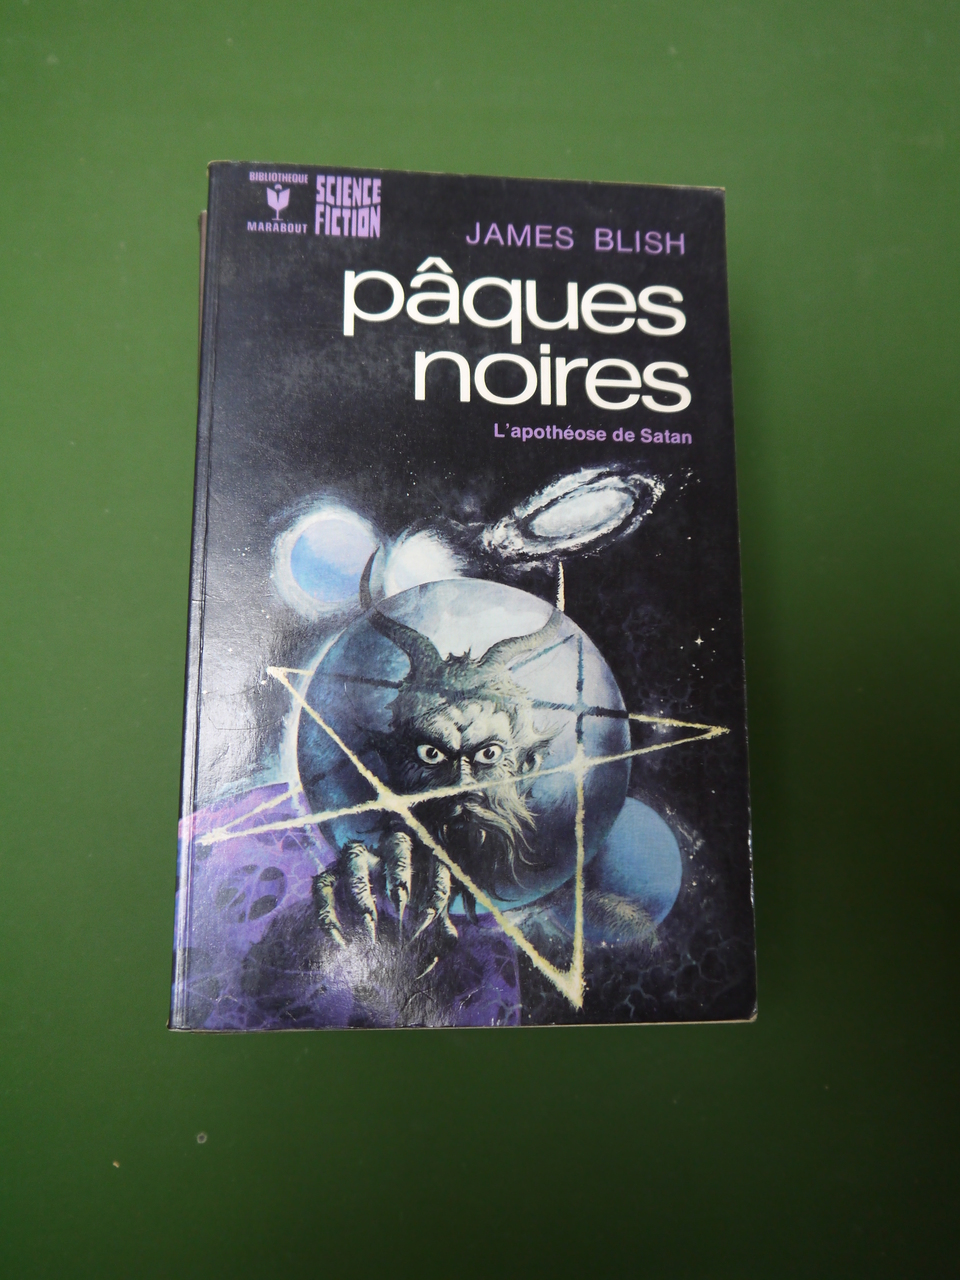 BIBLIOTHEQUE
MARABOUT
SCIENCE
FICTION
JAMES BLISH
pâques
noires
L'apothéose de Satan